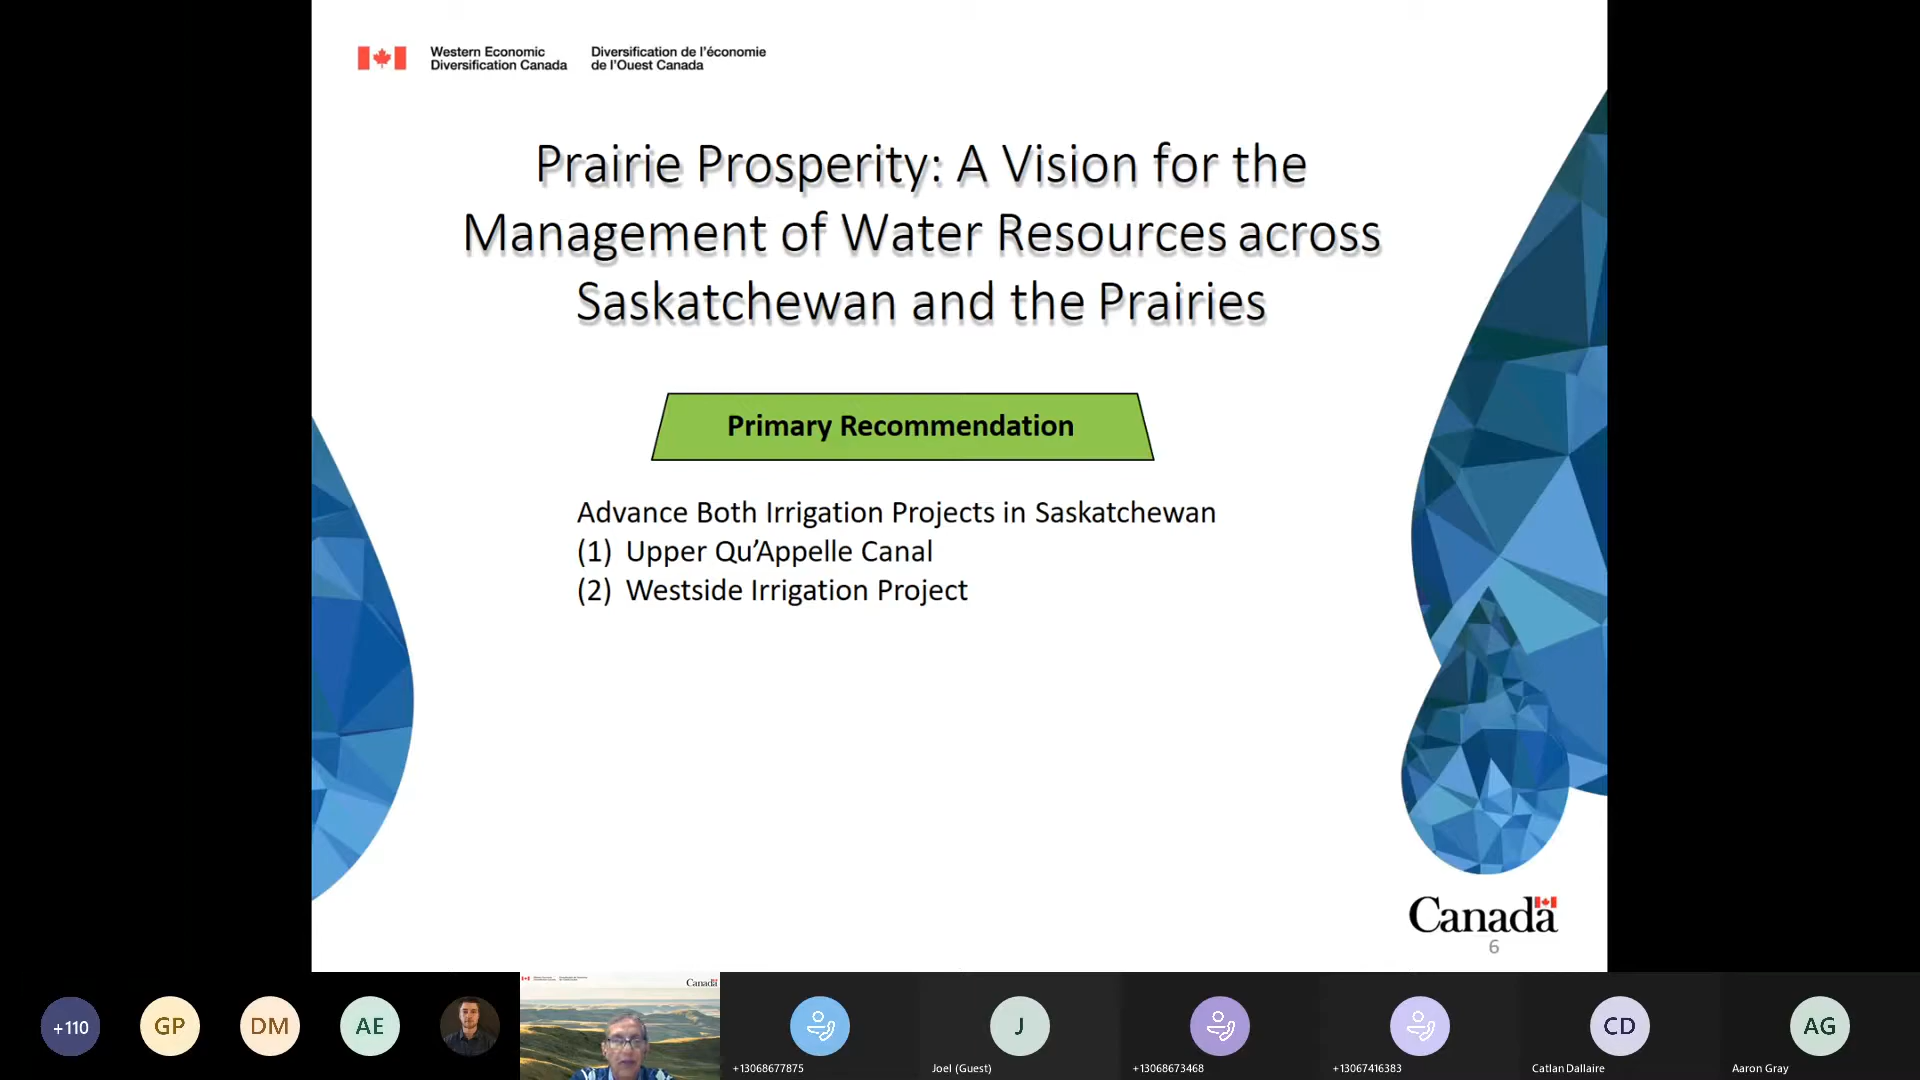 Western Economic
Diversification Canada
Diversification de l'économie
de l'Ouest Canada
Prairie Prosperity: A Vision for the
Management of Water Resources across
Saskatchewan and the Prairies
Primary Recommendation
Advance Both Irrigation Projects in Saskatchewan
(1) Upper Qu'Appelle Canal
(2) Westside Irrigation Project
Canada
6
+110
GP
DM
AE
Canada
+13068677875
J
Joel (Guest)
+13068673468
+13067416383
CD
Catlan Dallaire
AG
Aaron Gray